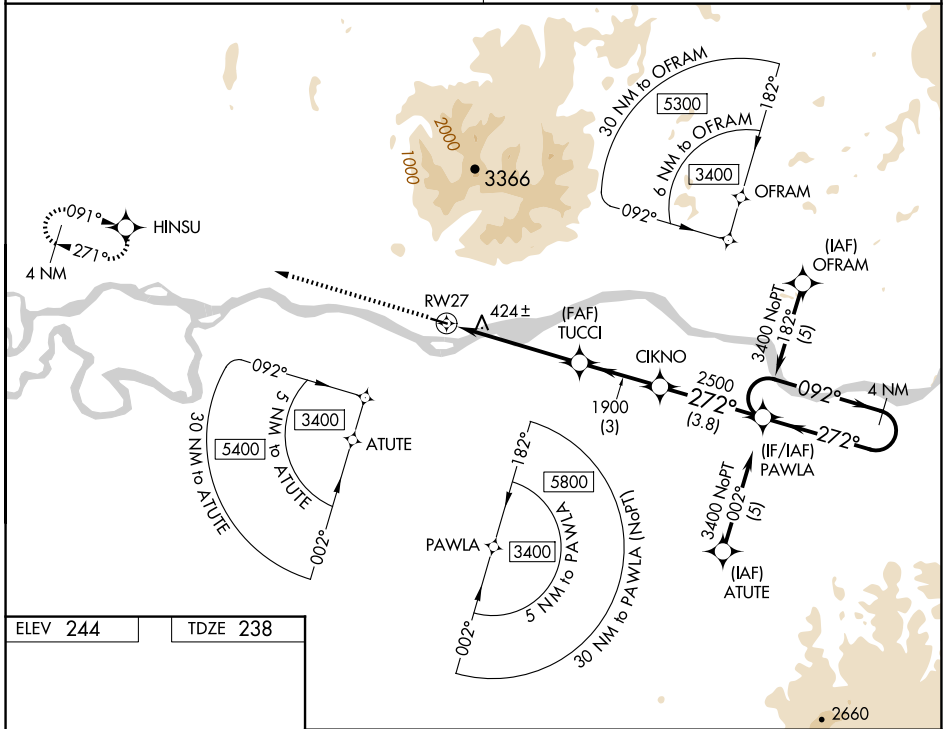 30 NM to OFRAM
5300
182°
6 NM to OFRAM
3400
OFRAM
092°
2000
1000
3366
091°
HINSU
271°
4 NM
(IAF)
OFRAM
3400 NoPT
182°
(5)
RW27
424±
(FAF)
TUCCI
CIKNO
2500
272°
(3.8)
1900
(3)
092°
4 NM
272°
(IF/IAF)
PAWLA
092°
5 NM to ATUTE
3400
5400
ATUTE
30 NM to ATUTE
002°
182°
5800
PAWLA
3400
5 NM to PAWLA
30 NM to PAWLA (NoPT)
002°
3400 NoPT
002°
(5)
(IAF)
ATUTE
ELEV 244
TDZE 238
2660